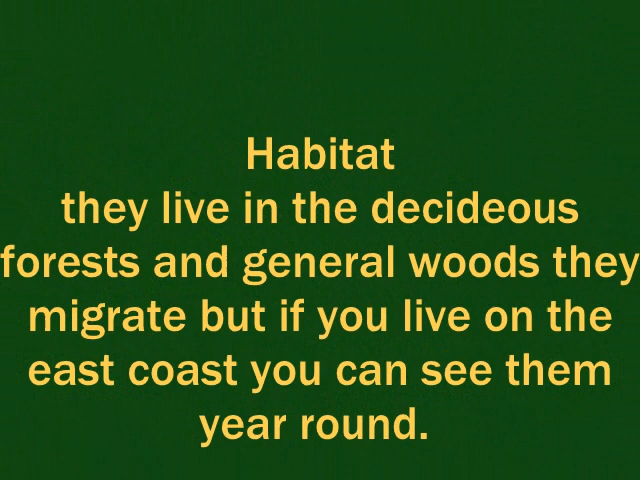 Habitat
they live in the decideous
forests and general woods they
migrate but if you live on the
east coast you can see them
year round.